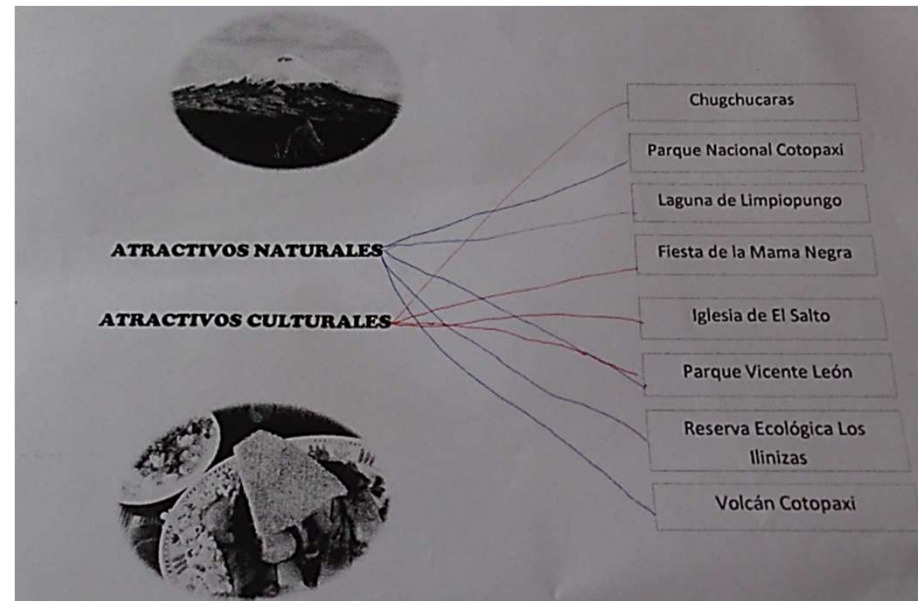 Chugchucaras
Parque Nacional Cotopaxi
Laguna de Limpiopungo
ATRACTIVOS NATURALES
Fiesta de la Mama Negra
ATRACTIVOS CULTURALES
Iglesia de El Salto
Parque Vicente León
Reserva Ecológica Los
Ilinizas
Volcán Cotopaxi